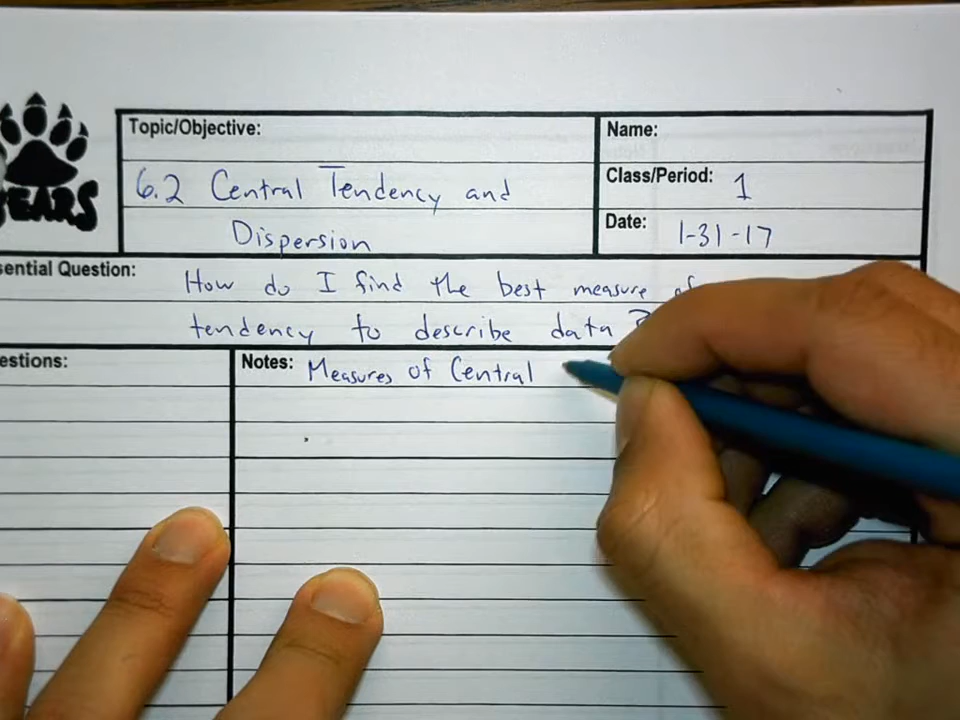 Topic/Objective:
6.2 Central Tendency and
Dispersion
Name:
Class/Period: 1
Date: 1-31-17
BEARS
sential Question:
How do I find the best measure of
tendency to describe data?
estions:
Notes: Measures of Central